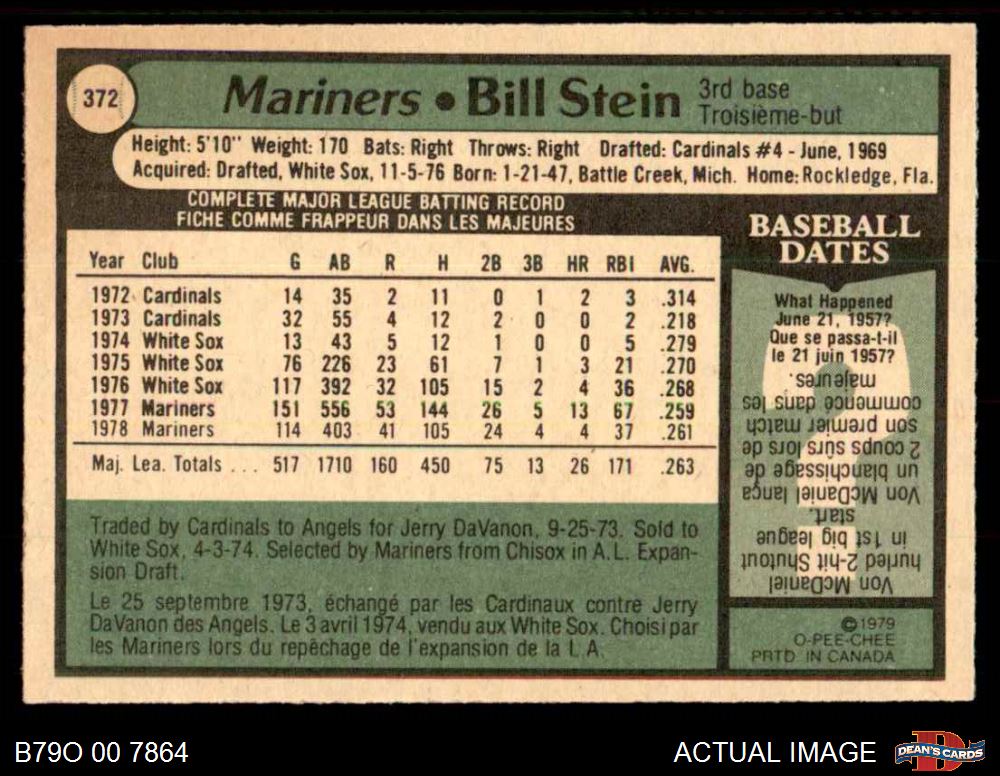 372
Mariners • Bill Stein
3rd base
Troisième-but
Height: 5'10" Weight: 170 Bats: Right Throws: Right Drafted: Cardinals #4 - June, 1969
Acquired: Drafted, White Sox, 11-5-76 Born: 1-21-47, Battle Creek, Mich. Home: Rockledge, Fla.
COMPLETE MAJOR LEAGUE BATTING RECORD
FICHE COMME FRAPPEUR DANS LES MAJEURES
Year Club G AB R H 2B 3B HR RBI AVG.
1972 Cardinals 14 35 2 11 0 1 2 3 .314
1973 Cardinals 32 55 4 12 2 0 0 2 .218
1974 White Sox 13 43 5 12 1 0 0 5 .279
1975 White Sox 76 226 23 61 7 1 3 21 .270
1976 White Sox 117 392 32 105 15 2 4 36 .268
1977 Mariners 151 556 53 144 26 5 13 67 .259
1978 Mariners 114 403 41 105 24 4 4 37 .261
Maj. Lea. Totals ... 517 1710 160 450 75 13 26 171 .263
Traded by Cardinals to Angels for Jerry DaVanon, 9-25-73. Sold to
White Sox, 4-3-74. Selected by Mariners from Chisox in A.L. Expan-
sion Draft.
Le 25 septembre 1973, échangé par les Cardinaux contre Jerry
DaVanon des Angels. Le 3 avril 1974, vendu aux White Sox. Choisi par
les Mariners lors du repêchage de l'expansion de la L.A.
BASEBALL
DATES
What Happened
June 21, 1957?
Que se passa-t-il
le 21 juin 1957?
Von McDaniel
hurled 2-hit Shutout
in 1st big league
start.
Von McDaniel lança
un blanchissage de
2 coups sûrs lors de
son premier match
ommencé dans les
majeures.
©1979
O-PEE-CHEE
PRTD IN CANADA
B79O 00 7864
ACTUAL IMAGE
DEAN'S CARDS